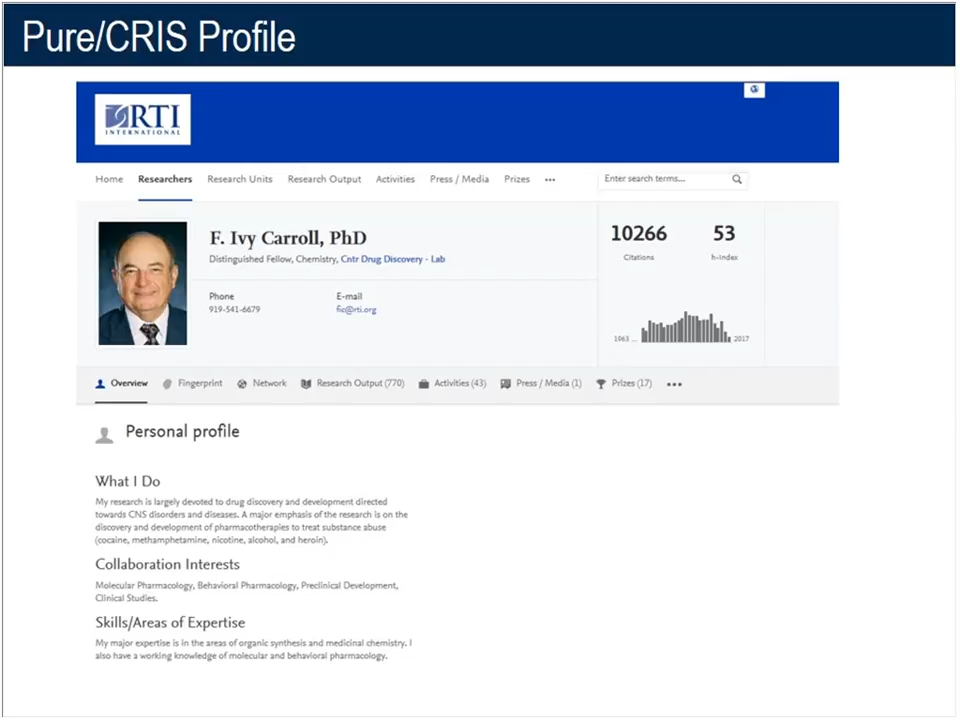 Pure/CRIS Profile
RTI
INTERNATIONAL
Home Researchers Research Units Research Output Activities Press / Media Prizes ••• Enter search terms....
F. Ivy Carroll, PhD
Distinguished Fellow, Chemistry, Cntr Drug Discovery - Lab
Phone E-mail
919-541-6679 fic@rti.org
10266 53
Citations h-index
1963 ... 2017
Overview Fingerprint Network Research Output (770) Activities (43) Press / Media (1) Prizes (17) •••
Personal profile
What I Do
My research is largely devoted to drug discovery and development directed
towards CNS disorders and diseases. A major emphasis of the research is on the
discovery and development of pharmacotherapies to treat substance abuse
(cocaine, methamphetamine, nicotine, alcohol, and heroin).
Collaboration Interests
Molecular Pharmacology, Behavioral Pharmacology, Preclinical Development,
Clinical Studies.
Skills/Areas of Expertise
My major expertise is in the areas of organic synthesis and medicinal chemistry. I
also have a working knowledge of molecular and behavioral pharmacology.